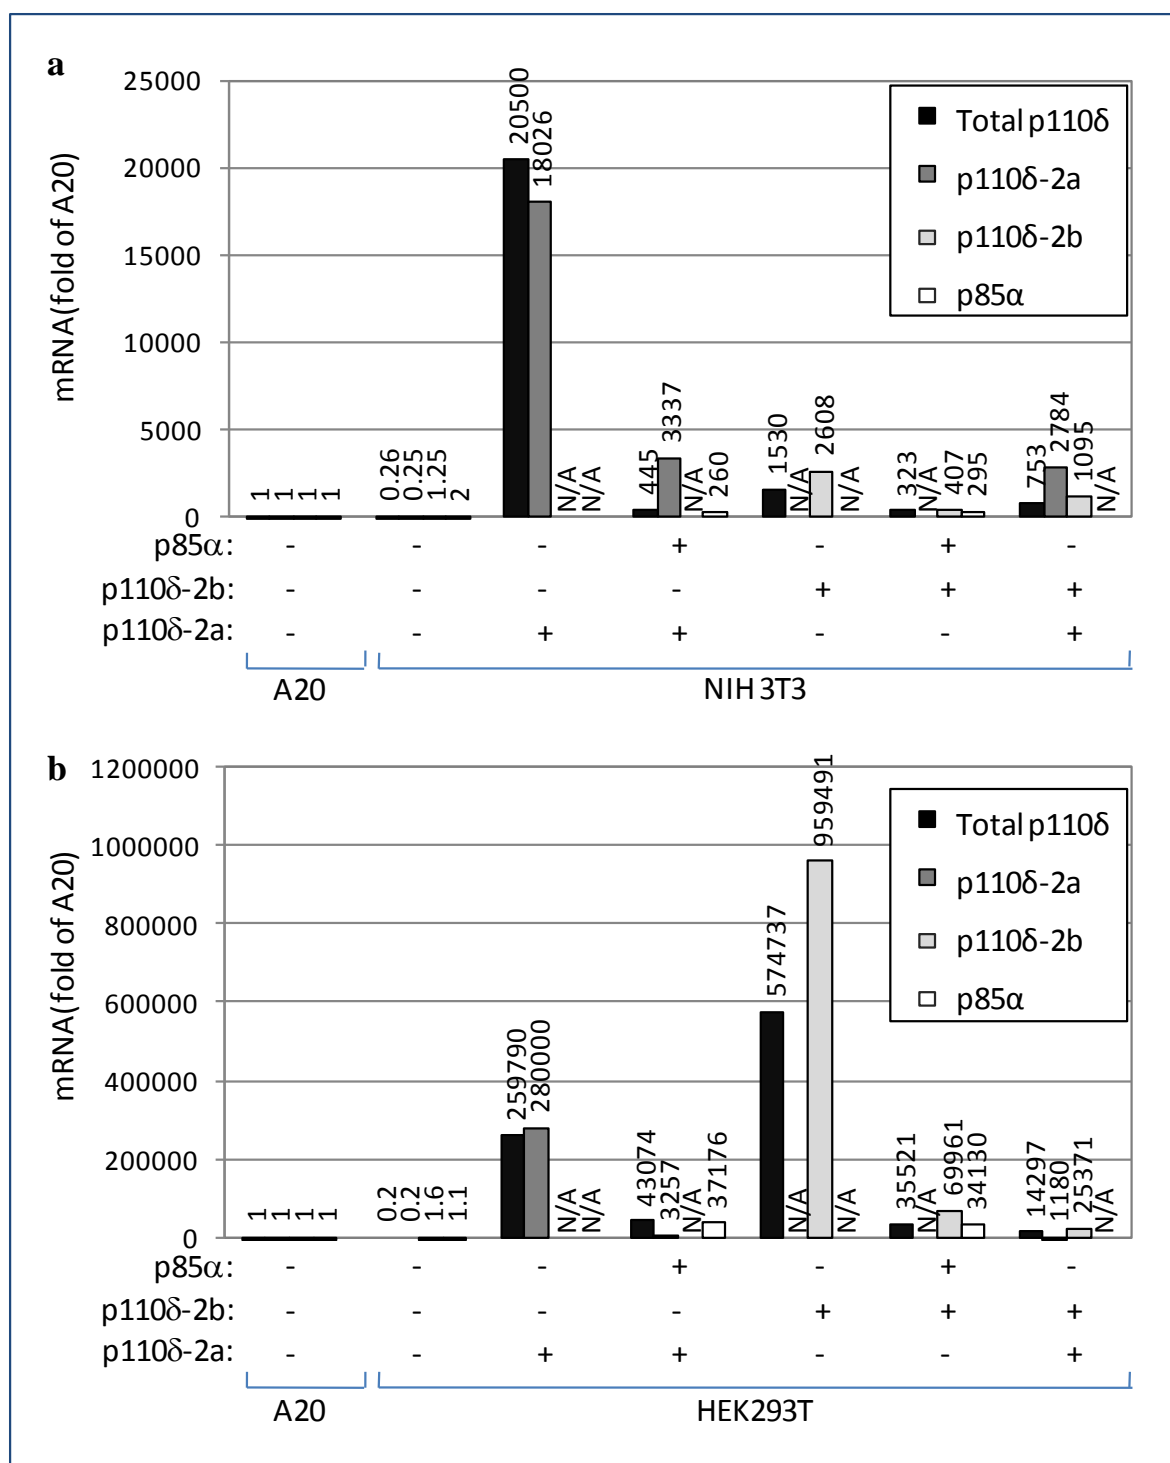 a
mRNA(fold of A20)
25000
20000
15000
10000
5000
0
Total p110δ
p110δ-2a
p110δ-2b
p85α
1 1 1 1
0.26 0.25 1.25 2
20500 18026 N/A N/A
445 3337 N/A 260
1530 N/A 2608 N/A
323 N/A 407 295
753 2784 1095 N/A
p85α: - - - + - + -
p110δ-2b: - - - - + + +
p110δ-2a: - - + + - - +
A20 NIH3T3
b
mRNA(fold of A20)
1200000
1000000
800000
600000
400000
200000
0
Total p110δ
p110δ-2a
p110δ-2b
p85α
1 1 1 1
0.2 0.2 1.6 1.1
259790 280000 N/A N/A
43074 3257 N/A 37176
574737 N/A 959491 N/A
35521 N/A 69961 34130
14297 1180 25371 N/A
p85α: - - - + - + -
p110δ-2b: - - - - + + +
p110δ-2a: - - + + - - +
A20 HEK293T